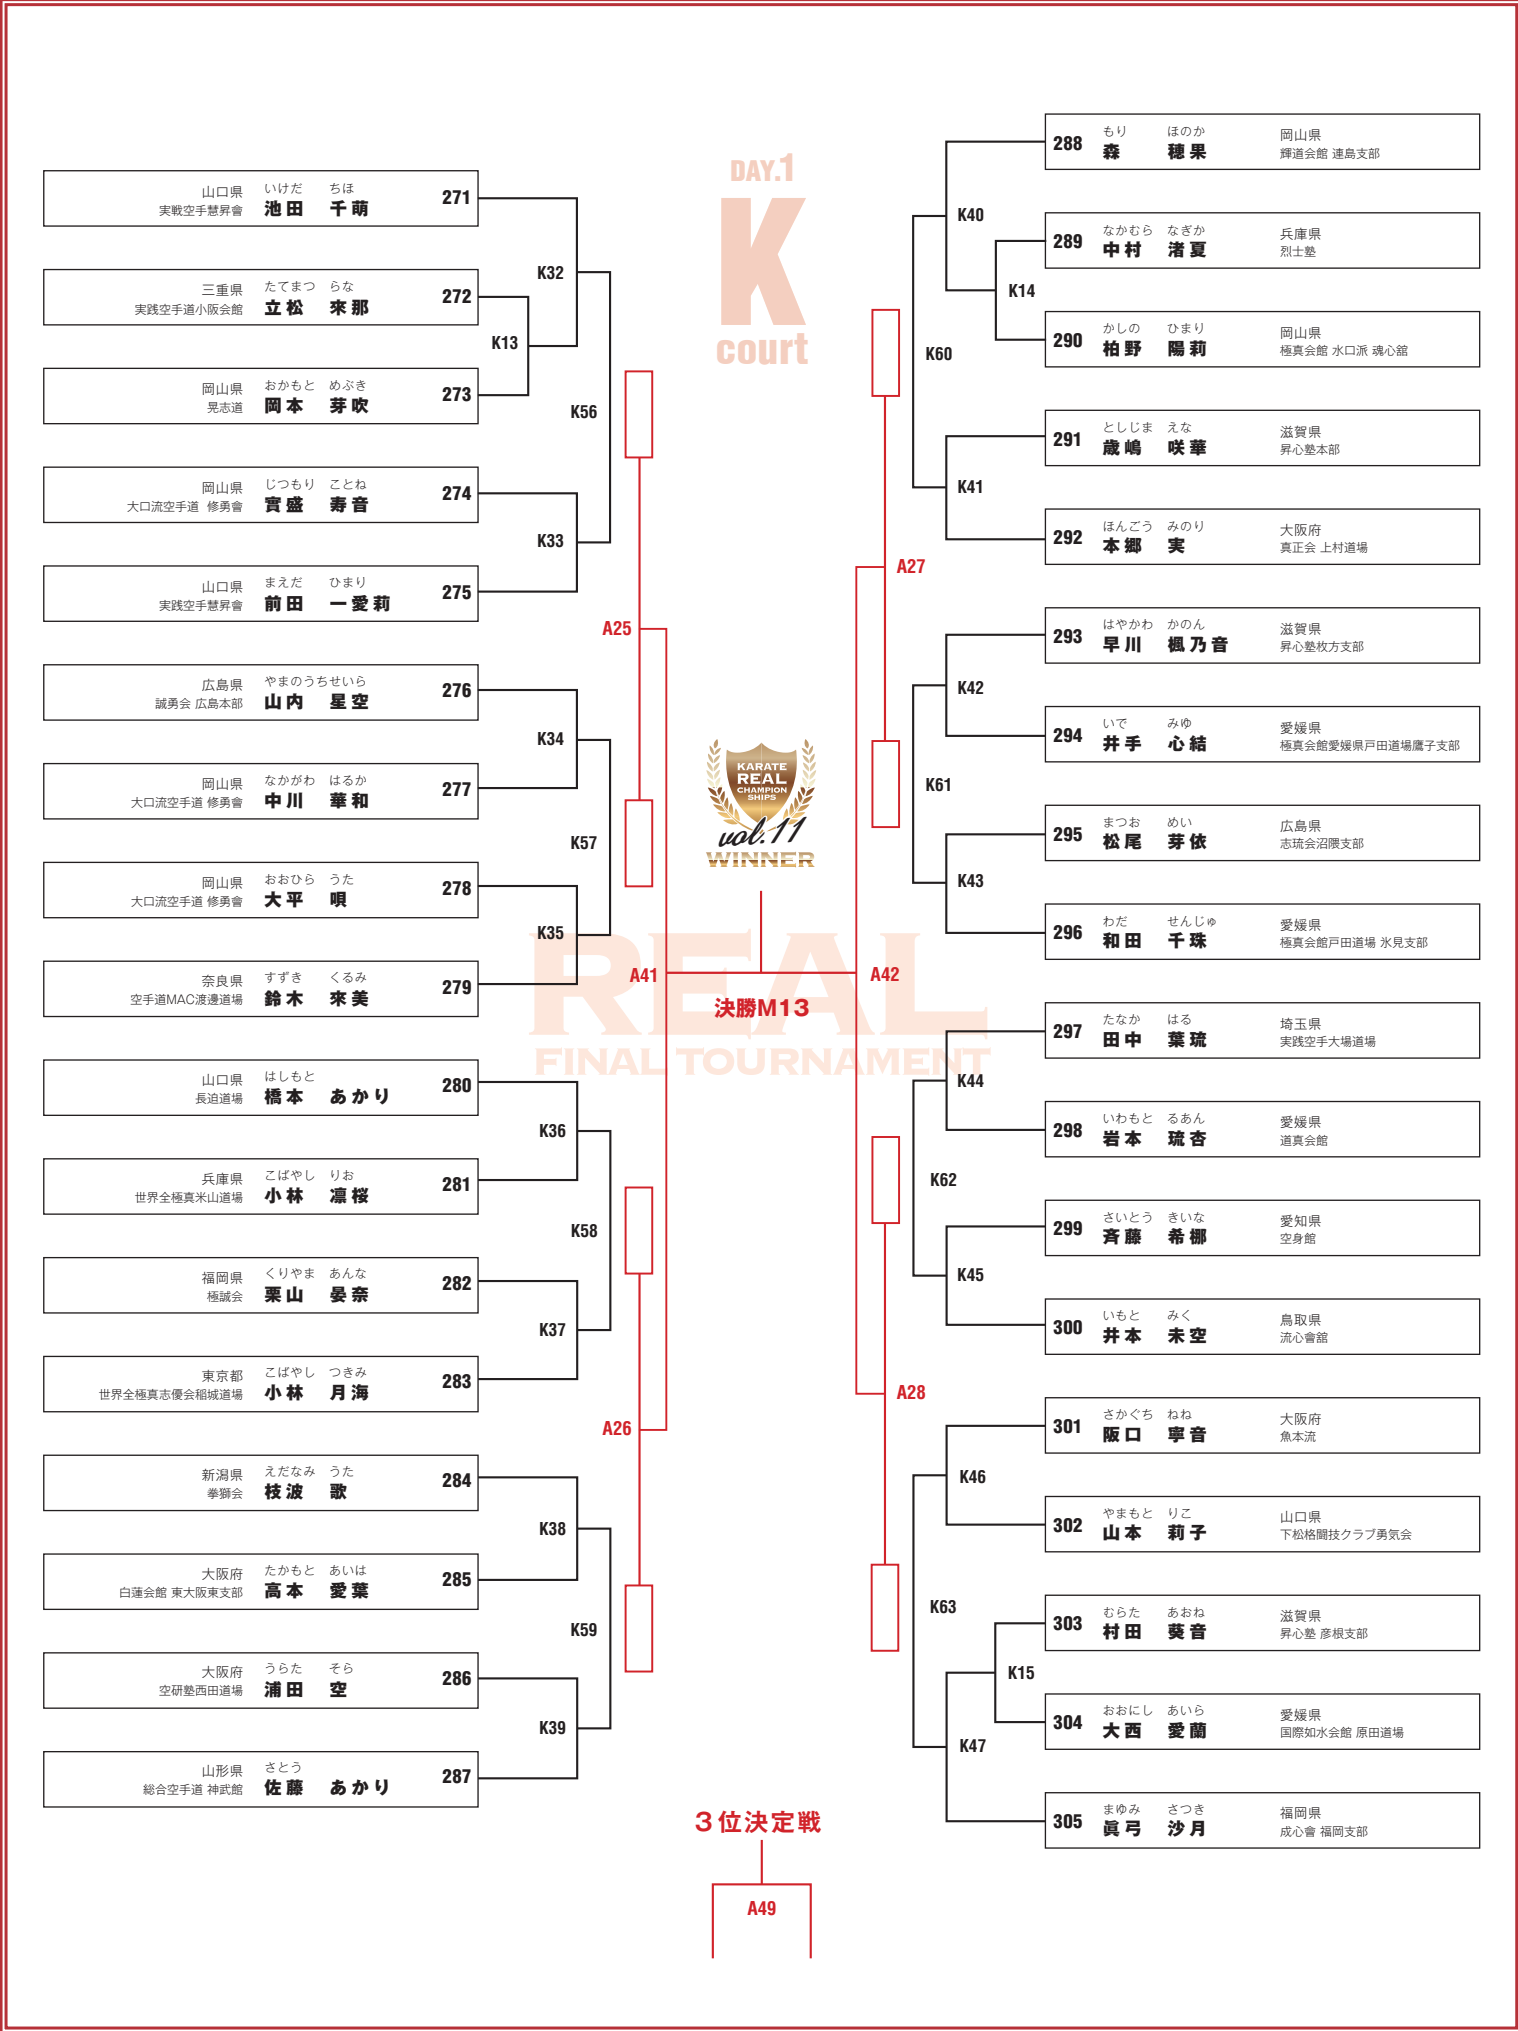 DAY.1
K
court
山口県 いけだ ちほ
実戦空手慧昇會 池田 千萌 271
三重県 たてまつ らな
実践空手道小阪会館 立松 來那 272
岡山県 おかもと めぶき
晃志道 岡本 芽吹 273
岡山県 じつもり ことね
大口流空手道 修勇會 實盛 寿音 274
山口県 まえだ ひまり
実践空手慧昇會 前田 一愛莉 275
広島県 やまのうちせいら
誠勇会 広島本部 山内 星空 276
岡山県 なかがわ はるか
大口流空手道 修勇會 中川 華和 277
岡山県 おおひら うた
大口流空手道 修勇會 大平 唄 278
奈良県 すずき くるみ
空手道MAC渡邊道場 鈴木 來美 279
山口県 はしもと
長迫道場 橋本 あかり 280
兵庫県 こばやし りお
世界全極真米山道場 小林 凛桜 281
福岡県 くりやま あんな
極誠会 栗山 晏奈 282
東京都 こばやし つきみ
世界全極真志優会稲城道場 小林 月海 283
新潟県 えだなみ うた
拳獅会 枝波 歌 284
大阪府 たかもと あいは
白蓮会館 東大阪東支部 高本 愛葉 285
大阪府 うらた そら
空研塾西田道場 浦田 空 286
山形県 さとう
総合空手道 神武館 佐藤 あかり 287
K32
K13
K56
K33
A25
K34
K57
K35
A41
K36
K58
K37
A26
K38
K59
K39
KARATE
REAL
CHAMPION
SHIPS
vol.11
WINNER
決勝M13
REAL
FINAL TOURNAMENT
3位決定戦
A49
K40
K14
K60
K41
A27
K42
K61
K43
A42
K44
K62
K45
A28
K46
K63
K15
K47
もり ほのか 岡山県
288 森 穂果 輝道会館 連島支部
なかむら なぎか 兵庫県
289 中村 渚夏 烈士塾
かしの ひまり 岡山県
290 柏野 陽莉 極真会館 水口派 魂心舘
としじま えな 滋賀県
291 歳嶋 咲華 昇心塾本部
ほんごう みのり 大阪府
292 本郷 実 真正会 上村道場
はやかわ かのん 滋賀県
293 早川 楓乃音 昇心塾枚方支部
いで みゆ 愛媛県
294 井手 心結 極真会館愛媛県戸田道場鷹子支部
まつお めい 広島県
295 松尾 芽依 志琉会沼隈支部
わだ せんじゅ 愛媛県
296 和田 千珠 極真会館戸田道場 氷見支部
たなか はる 埼玉県
297 田中 葉琉 実践空手大場道場
いわもと るあん 愛媛県
298 岩本 琉杏 道真会館
さいとう きいな 愛知県
299 斉藤 希梛 空身館
いもと みく 鳥取県
300 井本 未空 流心會舘
さかぐち ねね 大阪府
301 阪口 寧音 魚本流
やまもと りこ 山口県
302 山本 莉子 下松格闘技クラブ勇気会
むらた あおね 滋賀県
303 村田 葵音 昇心塾 彦根支部
おおにし あいら 愛媛県
304 大西 愛蘭 国際如水会館 原田道場
まゆみ さつき 福岡県
305 眞弓 沙月 成心會 福岡支部